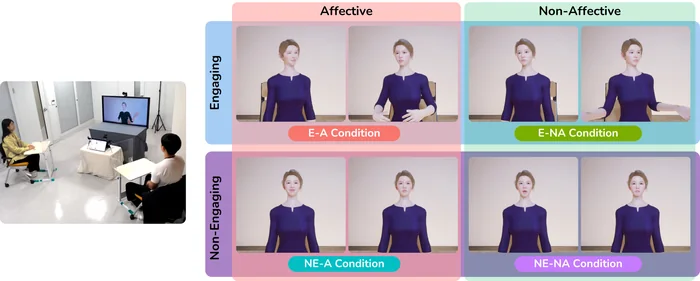 Affective
Non-Affective
Engaging
E-A Condition
E-NA Condition
Non-Engaging
NE-A Condition
NE-NA Condition